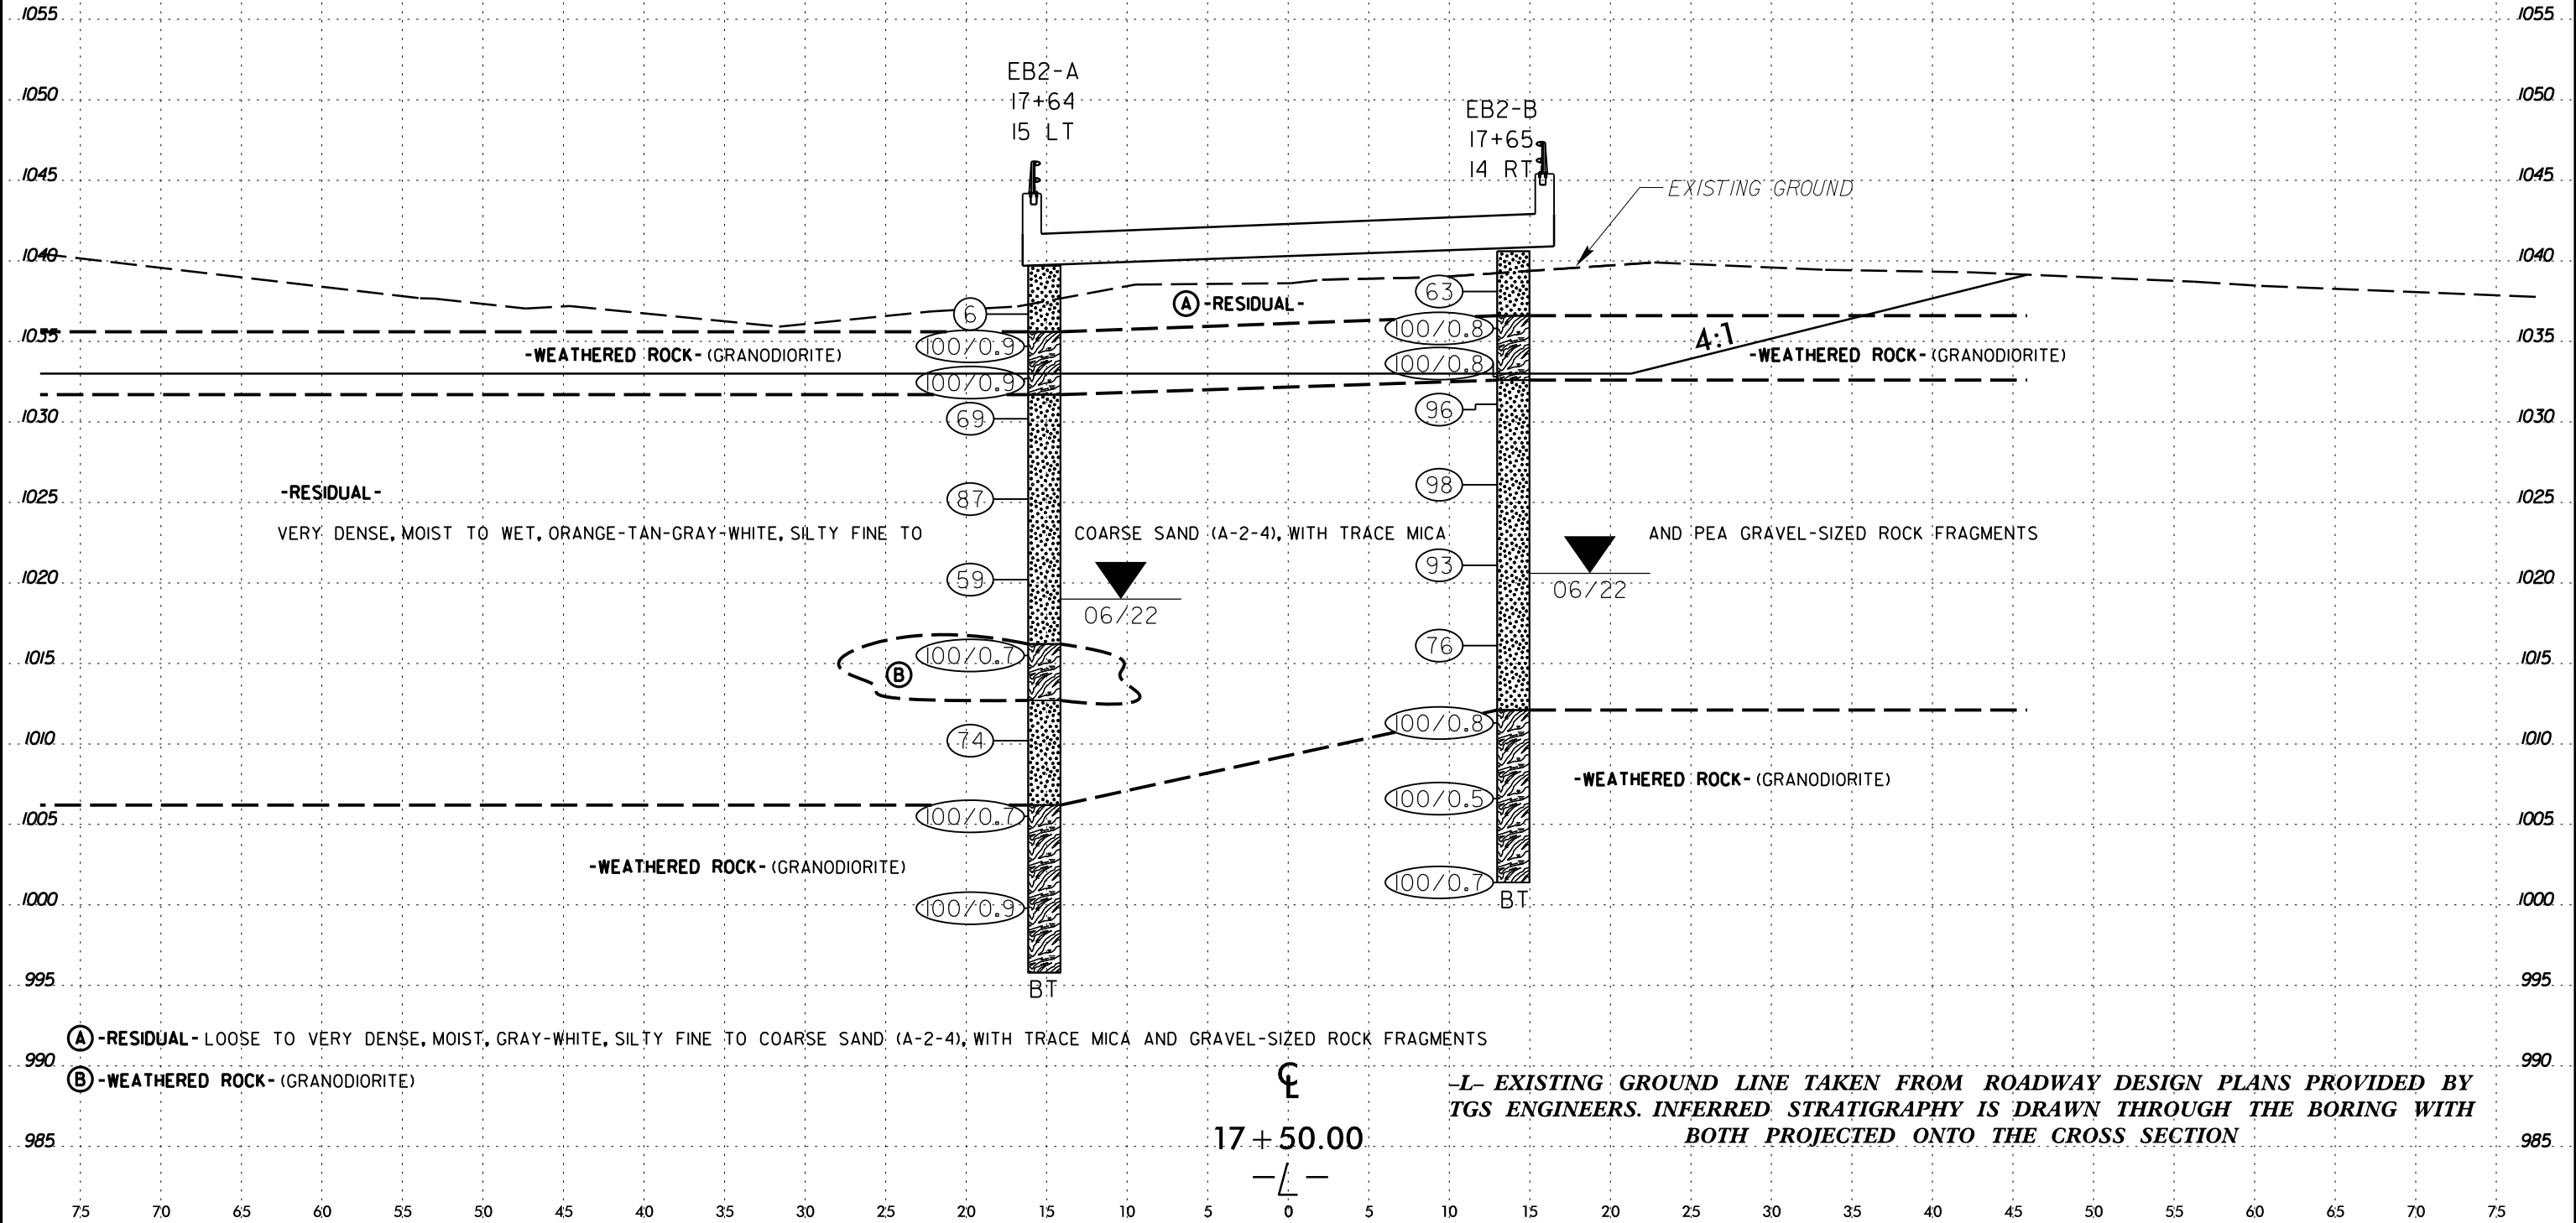 1055 1055
EB2-A
17+64
15 LT
1050 1050
EB2-B
17+65
14 RT
1045 1045
EXISTING GROUND
1040 1040
63
6
Ⓐ -RESIDUAL-
100/0.8
1035 1035
4:1
100/0.9
-WEATHERED ROCK- (GRANODIORITE)
-WEATHERED ROCK- (GRANODIORITE)
100/0.8
100/0.9
96
1030 1030
69
-RESIDUAL-
98
1025 1025
87
VERY DENSE, MOIST TO WET, ORANGE-TAN-GRAY-WHITE, SILTY FINE TO COARSE SAND (A-2-4), WITH TRACE MICA AND PEA GRAVEL-SIZED ROCK FRAGMENTS
93
1020 1020
59
06/22
06/22
76
1015 1015
100/0.7
Ⓑ
100/0.8
1010 1010
74
-WEATHERED ROCK- (GRANODIORITE)
100/0.5
1005 1005
100/0.7
-WEATHERED ROCK- (GRANODIORITE)
100/0.7
1000 1000
BT
100/0.9
995 995
BT
Ⓐ -RESIDUAL- LOOSE TO VERY DENSE, MOIST, GRAY-WHITE, SILTY FINE TO COARSE SAND (A-2-4), WITH TRACE MICA AND GRAVEL-SIZED ROCK FRAGMENTS
990 990
Ⓑ -WEATHERED ROCK- (GRANODIORITE)
℄
-L- EXISTING GROUND LINE TAKEN FROM ROADWAY DESIGN PLANS PROVIDED BY
TGS ENGINEERS. INFERRED STRATIGRAPHY IS DRAWN THROUGH THE BORING WITH
BOTH PROJECTED ONTO THE CROSS SECTION
17+50.00
985 985
-L-
75 70 65 60 55 50 45 40 35 30 25 20 15 10 5 0 5 10 15 20 25 30 35 40 45 50 55 60 65 70 75